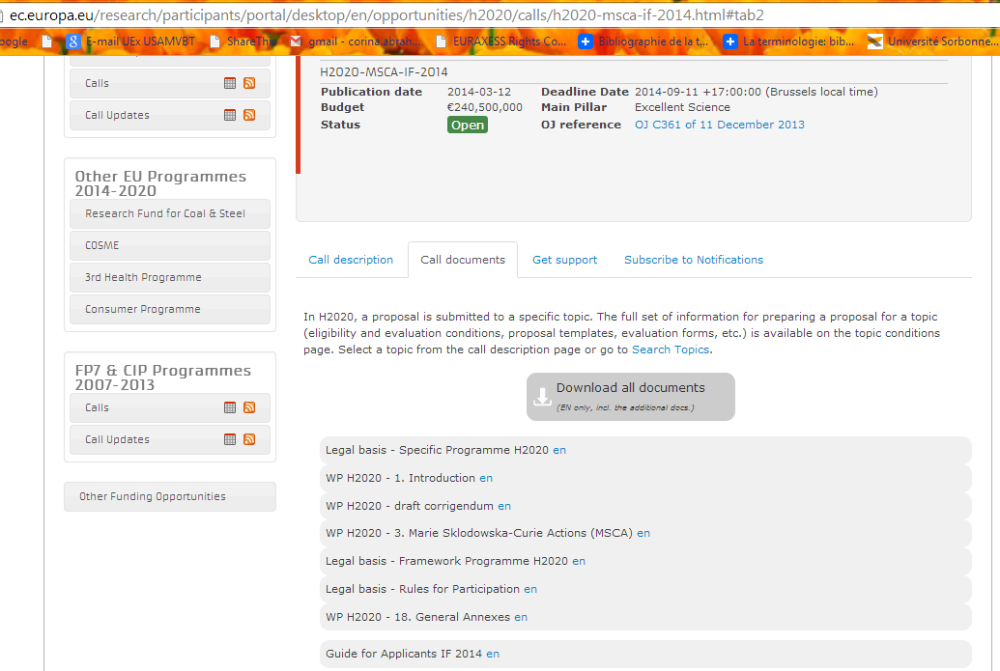 ec.europa.eu/research/participants/portal/desktop/en/opportunities/h2020/calls/h2020-msca-if-2014.html#tab2
oogle E-mail UEx USAMVBT ShareThis gmail - corina.abrah... EURAXESS Rights Co... Bibliographie de la t... La terminologie: bib... Université Sorbonne...
Calls
Call Updates
Other EU Programmes
2014-2020
Research Fund for Coal & Steel
COSME
3rd Health Programme
Consumer Programme
FP7 & CIP Programmes
2007-2013
Calls
Call Updates
Other Funding Opportunities
H2020-MSCA-IF-2014
Publication date 2014-03-12 Deadline Date 2014-09-11 +17:00:00 (Brussels local time)
Budget €240,500,000 Main Pillar Excellent Science
Status Open OJ reference OJ C361 of 11 December 2013
Call description Call documents Get support Subscribe to Notifications
In H2020, a proposal is submitted to a specific topic. The full set of information for preparing a proposal for a topic
(eligibility and evaluation conditions, proposal templates, evaluation forms, etc.) is available on the topic conditions
page. Select a topic from the call description page or go to Search Topics.
Download all documents
(EN only, incl. the additional docs.)
Legal basis - Specific Programme H2020 en
WP H2020 - 1. Introduction en
WP H2020 - draft corrigendum en
WP H2020 - 3. Marie Sklodowska-Curie Actions (MSCA) en
Legal basis - Framework Programme H2020 en
Legal basis - Rules for Participation en
WP H2020 - 18. General Annexes en
Guide for Applicants IF 2014 en